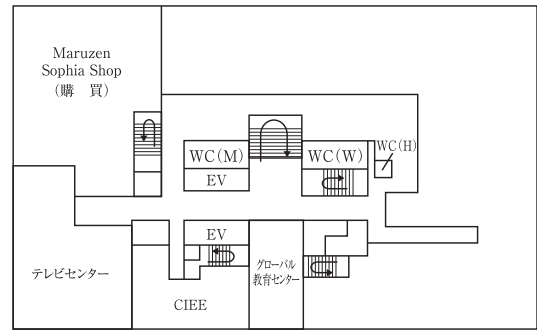 Maruzen
Sophia Shop
（購　買）
WC（M）
WC（W）
WC（H）
EV
EV
テレビセンター
グローバル
教育センター
CIEE